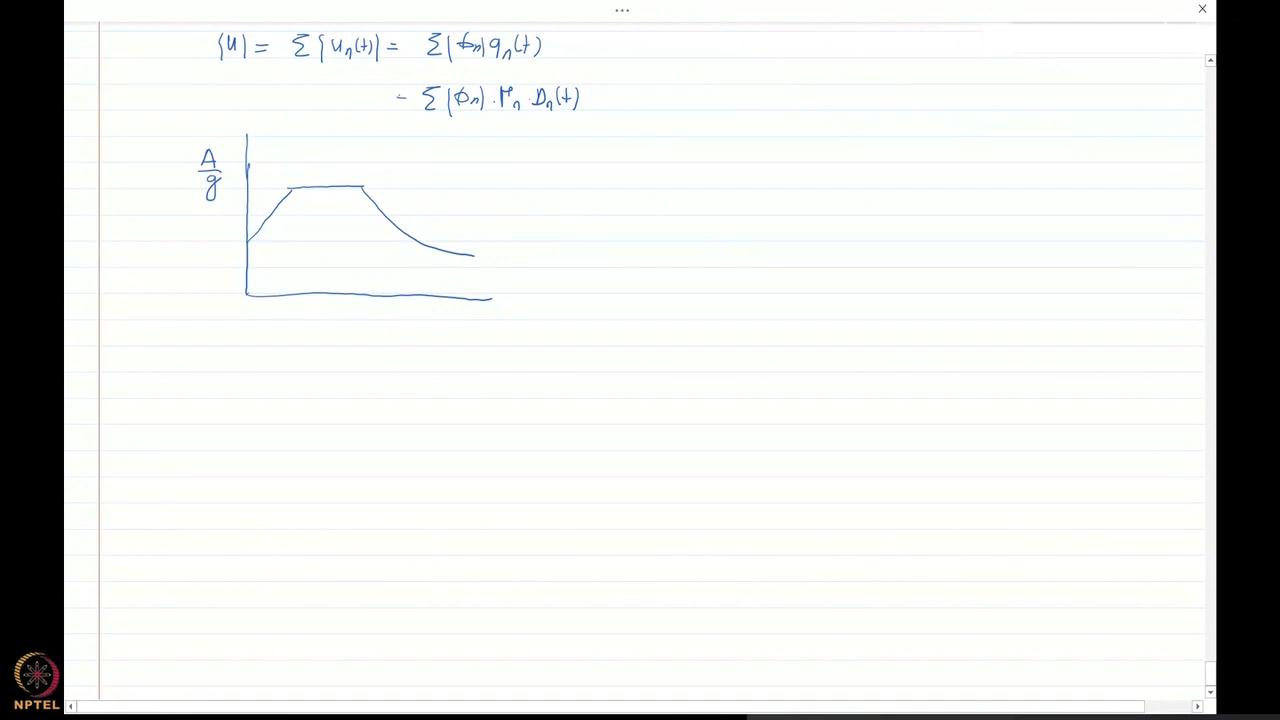 {u} = Σ{uₙ(t)} = Σ{ϕₙ}qₙ(t)
= Σ{ϕₙ}·Γₙ·Dₙ(t)
A/g
NPTEL